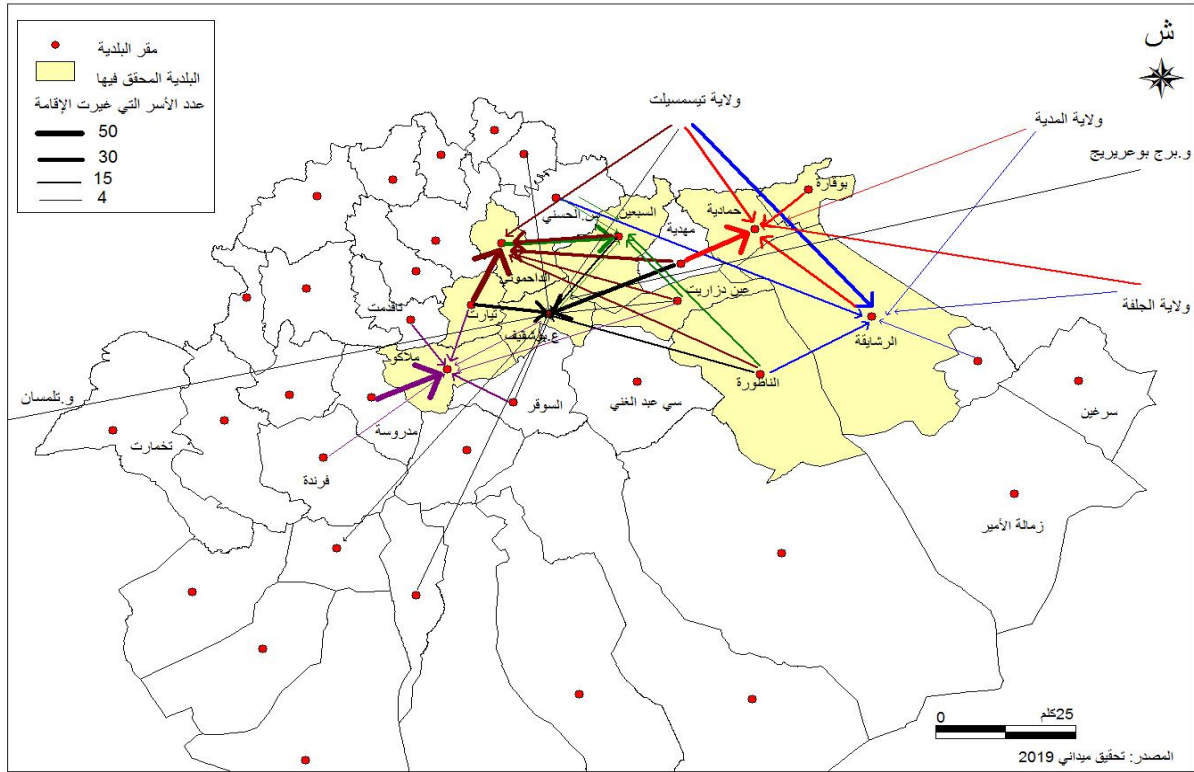 مقر البلدية
البلدية المحقق فيها
عدد الأسر التي غيرت الإقامة
50
30
15
4
ش
ولاية تيسمسيلت
ولاية المدية
و.برج بوعريريج
بوقارة
حمادية
السبعين
س.الحسني
مهدية
الداحموني
عين دزاريت
ولاية الجلفة
تيارت
تاقدمت
ع.بوشقيف
الرشايقة
ملاكو
الناظورة
و.تلمسان
السوقر
سي عبد الغني
سرغين
مدروسة
تخمارت
فرندة
زمالة الأمير
0
25كلم
المصدر: تحقيق ميداني 2019